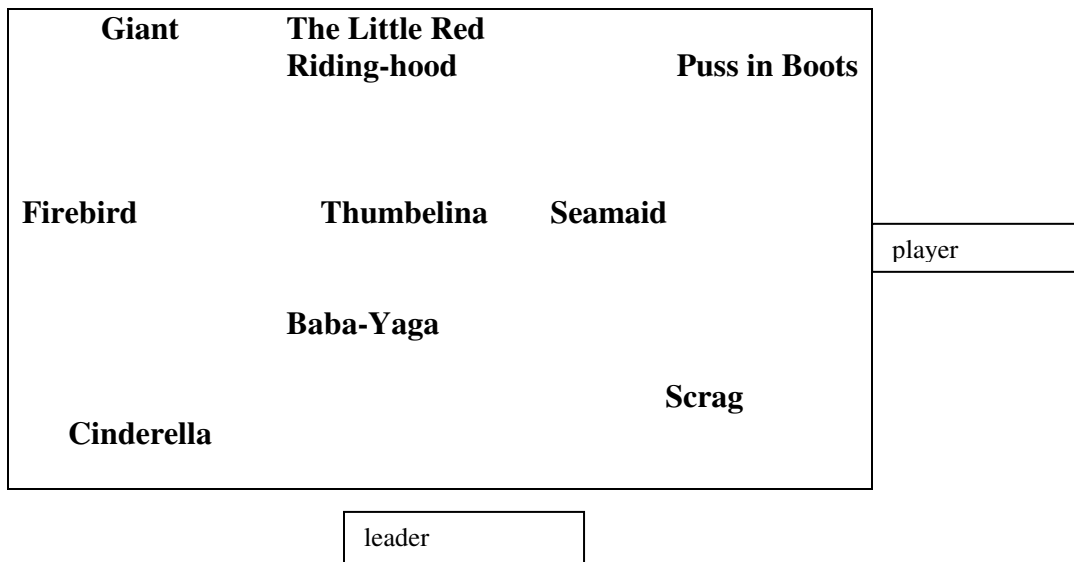 Giant
The Little Red
Riding-hood
Puss in Boots
Firebird
Thumbelina
Seamaid
player
Baba-Yaga
Scrag
Cinderella
leader